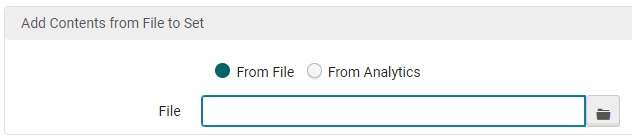 Add Contents from File to Set
From File From Analytics
File